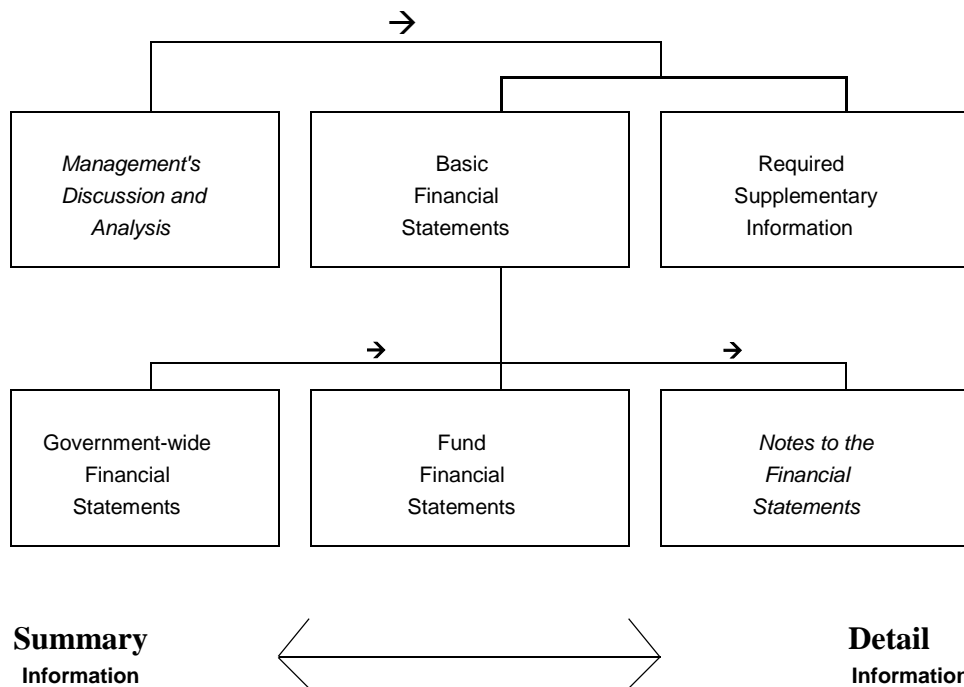 →
Management's
Discussion and
Analysis
Basic
Financial
Statements
Required
Supplementary
Information
→
→
Government-wide
Financial
Statements
Fund
Financial
Statements
Notes to the
Financial
Statements
Summary
Information
Detail
Information